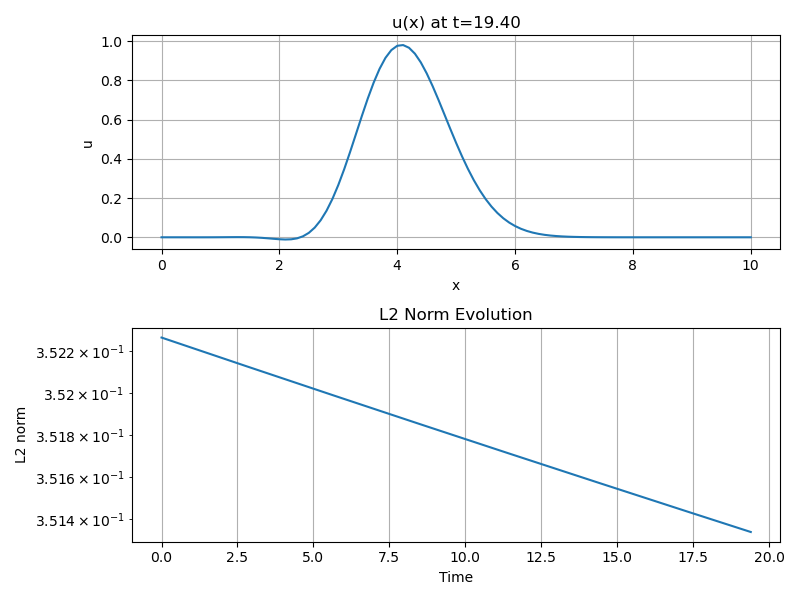 u(x) at t=19.40
1.0
0.8
0.6
0.4
0.2
0.0
u
0 2 4 6 8 10
x
L2 Norm Evolution
3.522 × 10⁻¹
3.52 × 10⁻¹
3.518 × 10⁻¹
3.516 × 10⁻¹
3.514 × 10⁻¹
L2 norm
0.0 2.5 5.0 7.5 10.0 12.5 15.0 17.5 20.0
Time